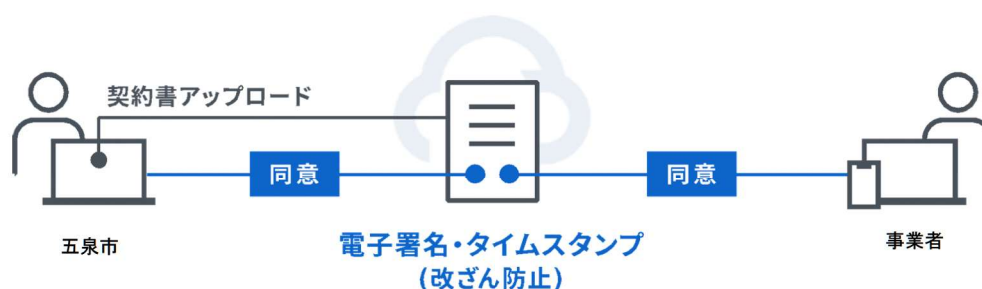 契約書アップロード
同意
同意
五泉市
電子署名・タイムスタンプ
(改ざん防止)
事業者